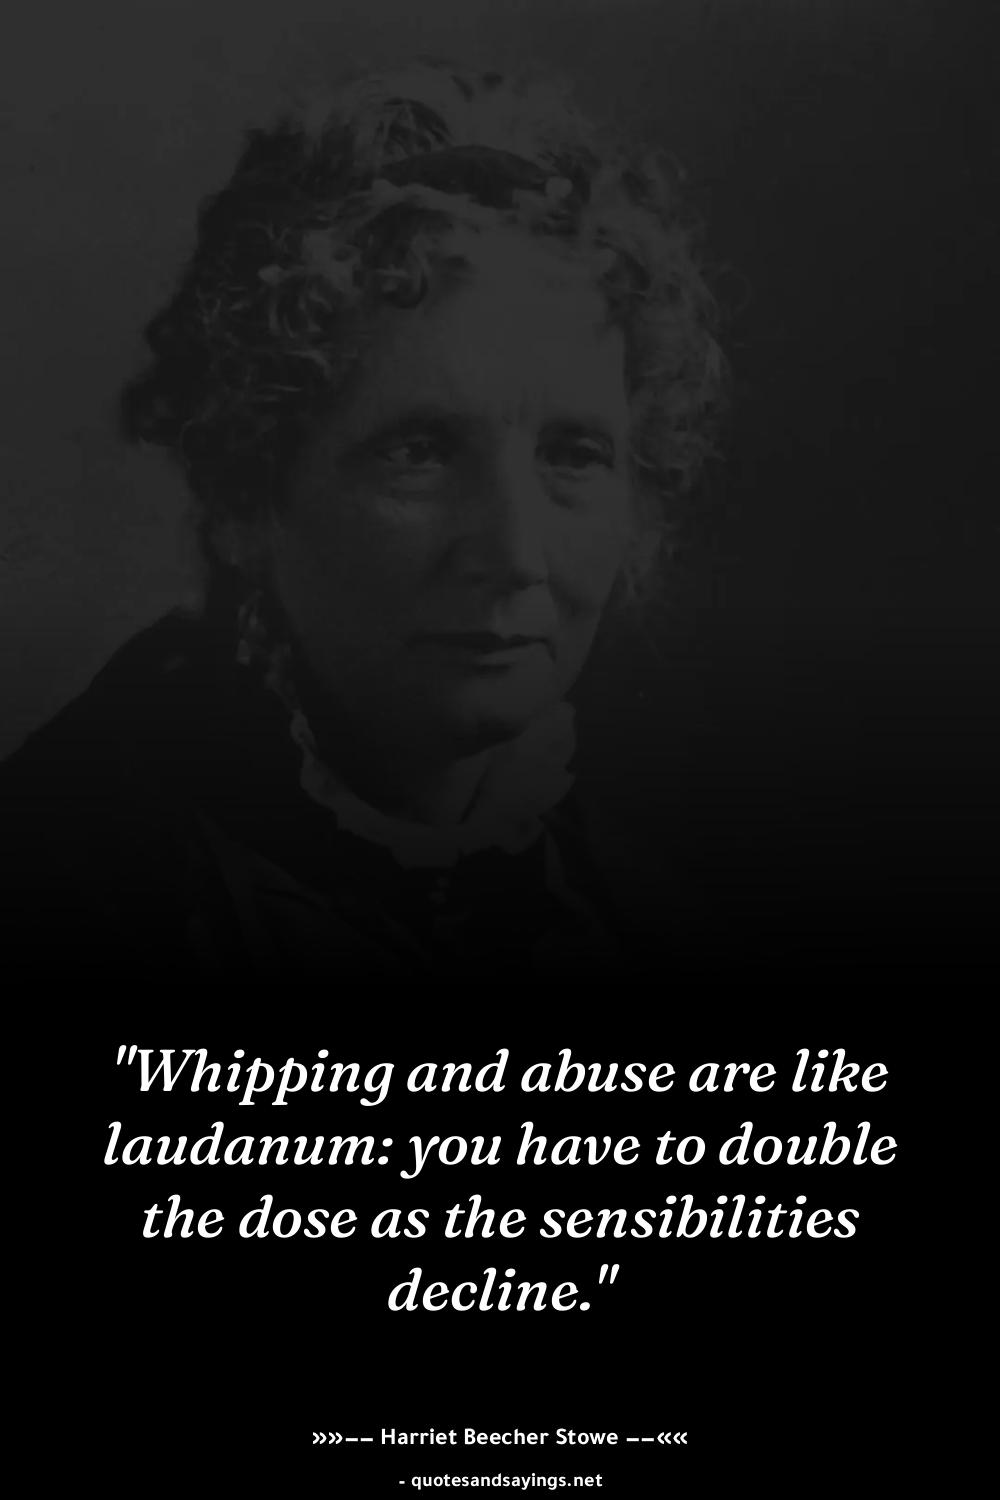 "Whipping and abuse are like
laudanum: you have to double
the dose as the sensibilities
decline."
»»–– Harriet Beecher Stowe ––««
- quotesandsayings.net